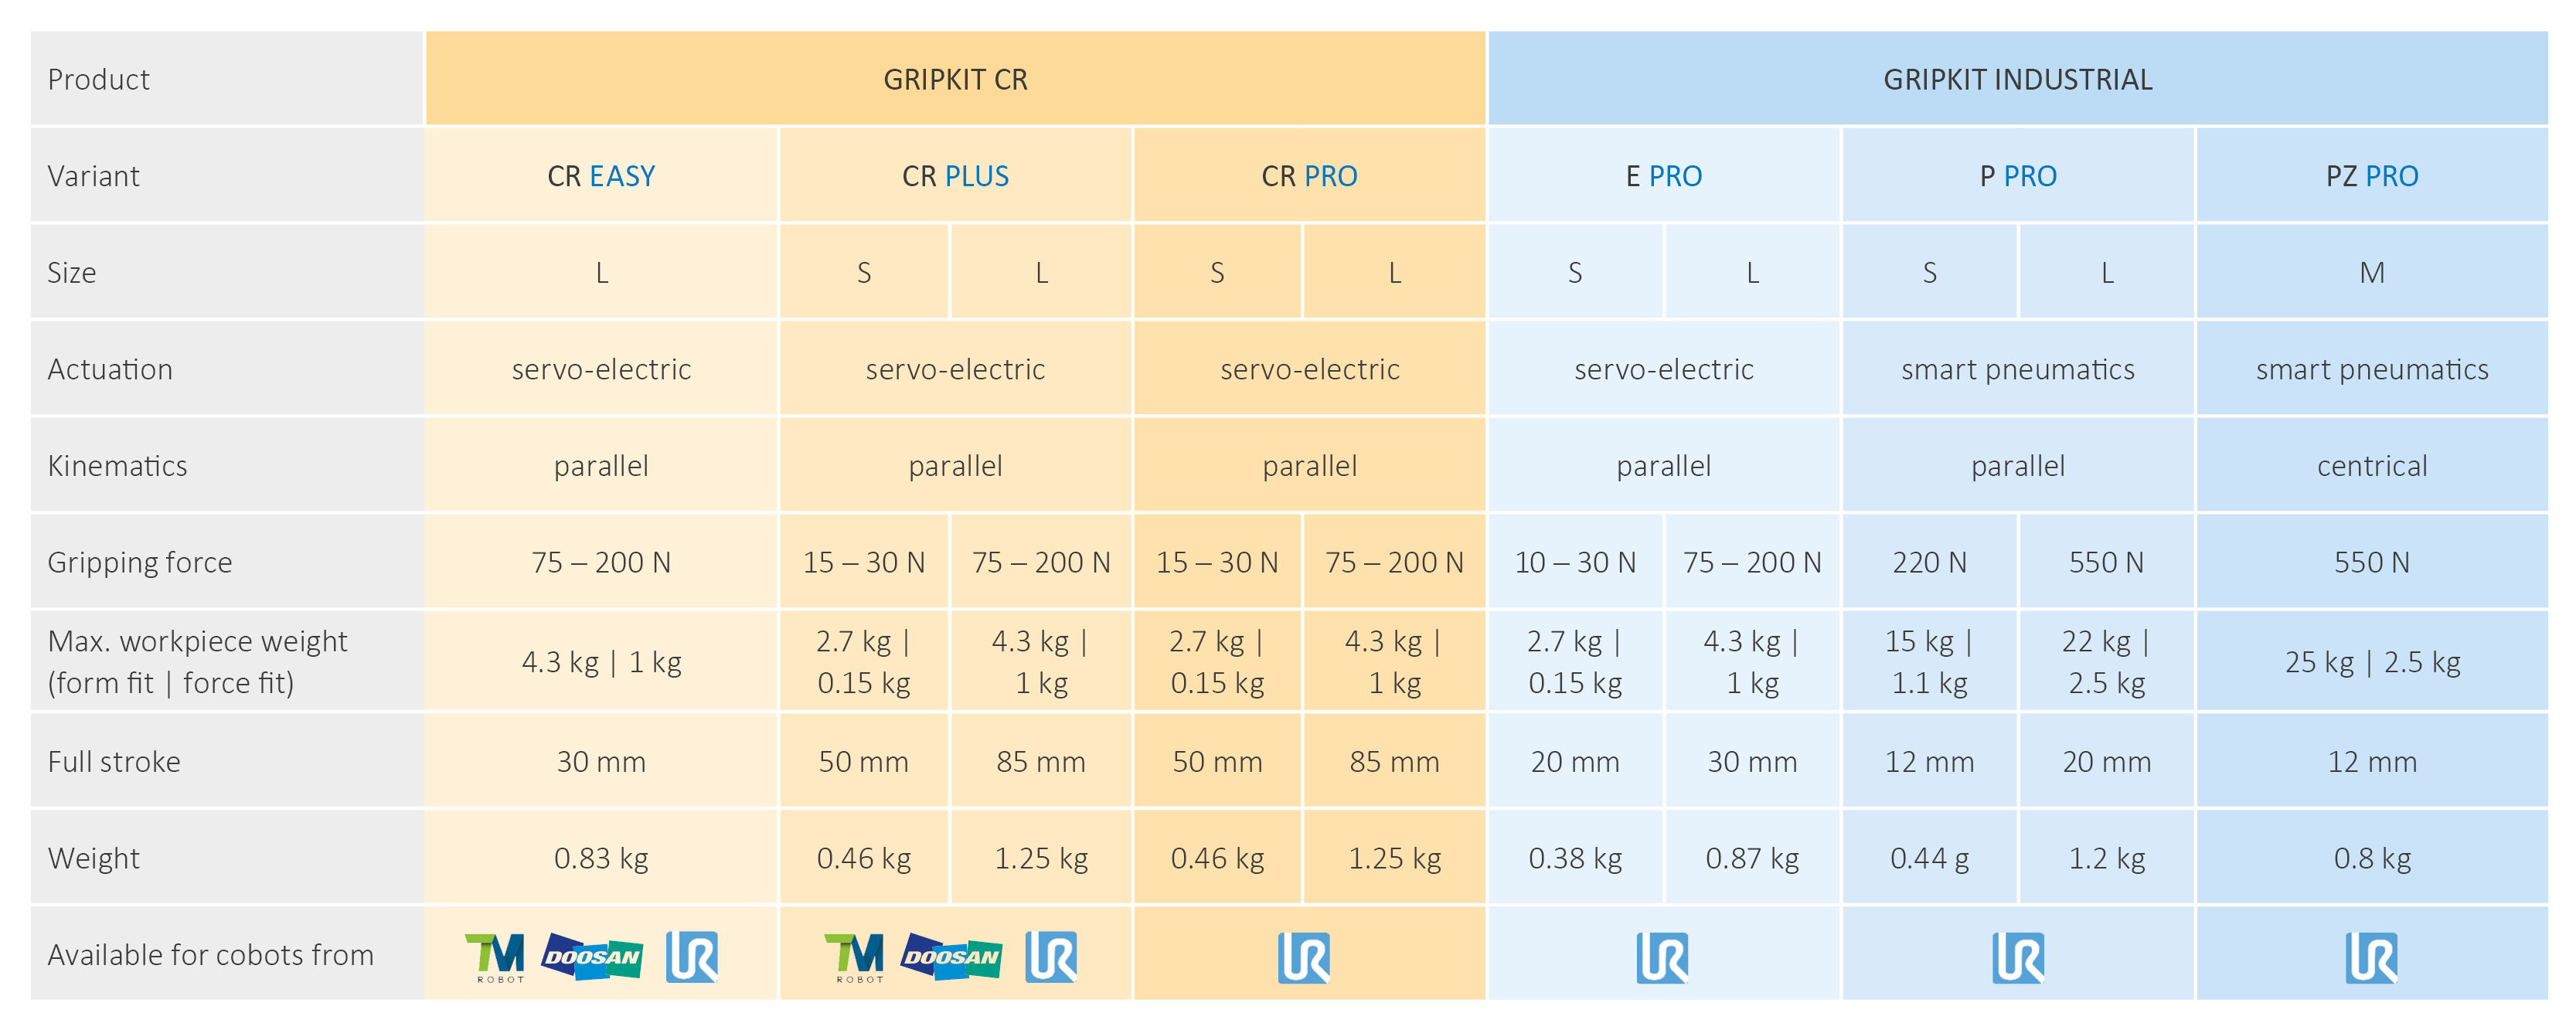 Product GRIPKIT CR GRIPKIT INDUSTRIAL
Variant CR EASY CR PLUS CR PRO E PRO P PRO PZ PRO
Size L S L S L S L S L M
Actuation servo-electric servo-electric servo-electric servo-electric smart pneumatics smart pneumatics
Kinematics parallel parallel parallel parallel parallel centrical
Gripping force 75 – 200 N 15 – 30 N 75 – 200 N 15 – 30 N 75 – 200 N 10 – 30 N 75 – 200 N 220 N 550 N 550 N
Max. workpiece weight 2.7 kg | 4.3 kg | 2.7 kg | 4.3 kg | 2.7 kg | 4.3 kg | 15 kg | 22 kg |
4.3 kg | 1 kg 25 kg | 2.5 kg
(form fit | force fit) 0.15 kg 1 kg 0.15 kg 1 kg 0.15 kg 1 kg 1.1 kg 2.5 kg
Full stroke 30 mm 50 mm 85 mm 50 mm 85 mm 20 mm 30 mm 12 mm 20 mm 12 mm
Weight 0.83 kg 0.46 kg 1.25 kg 0.46 kg 1.25 kg 0.38 kg 0.87 kg 0.44 g 1.2 kg 0.8 kg
Available for cobots from TM ROBOT DOOSAN UR TM ROBOT DOOSAN UR UR UR UR UR